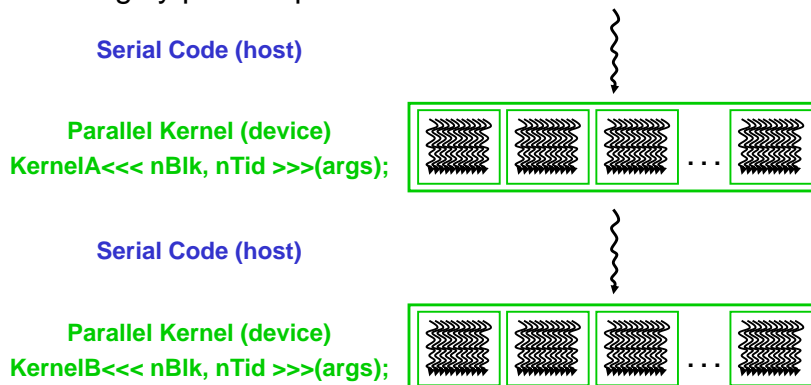 Serial Code (host)
Parallel Kernel (device)
KernelA<<< nBlk, nTid >>>(args);
. . .
Serial Code (host)
Parallel Kernel (device)
KernelB<<< nBlk, nTid >>>(args);
. . .